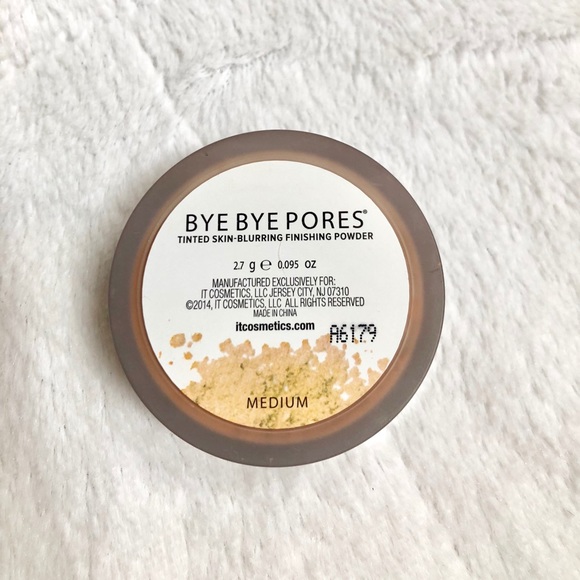 BYE BYE PORES®
TINTED SKIN-BLURRING FINISHING POWDER
2.7 g ℮ 0.095 oz
MANUFACTURED EXCLUSIVELY FOR:
IT COSMETICS, LLC JERSEY CITY, NJ 07310
©2014, IT COSMETICS, LLC ALL RIGHTS RESERVED
MADE IN CHINA
itcosmetics.com
A6179
MEDIUM